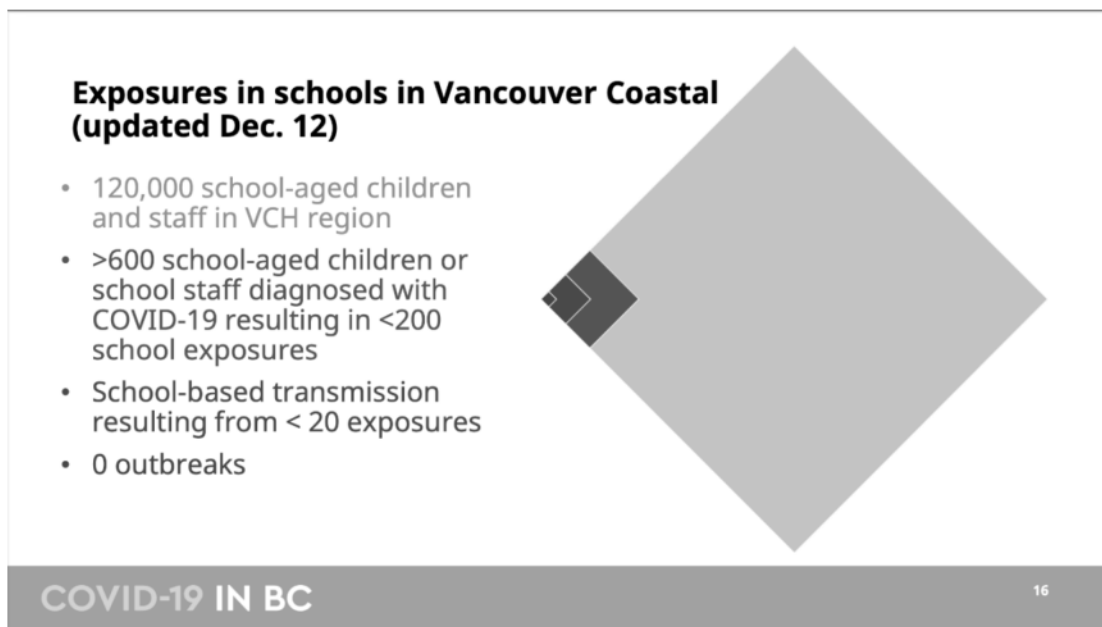 Exposures in schools in Vancouver Coastal
(updated Dec. 12)
• 120,000 school-aged children
and staff in VCH region
• >600 school-aged children or
school staff diagnosed with
COVID-19 resulting in <200
school exposures
• School-based transmission
resulting from < 20 exposures
• 0 outbreaks
COVID-19 IN BC
16